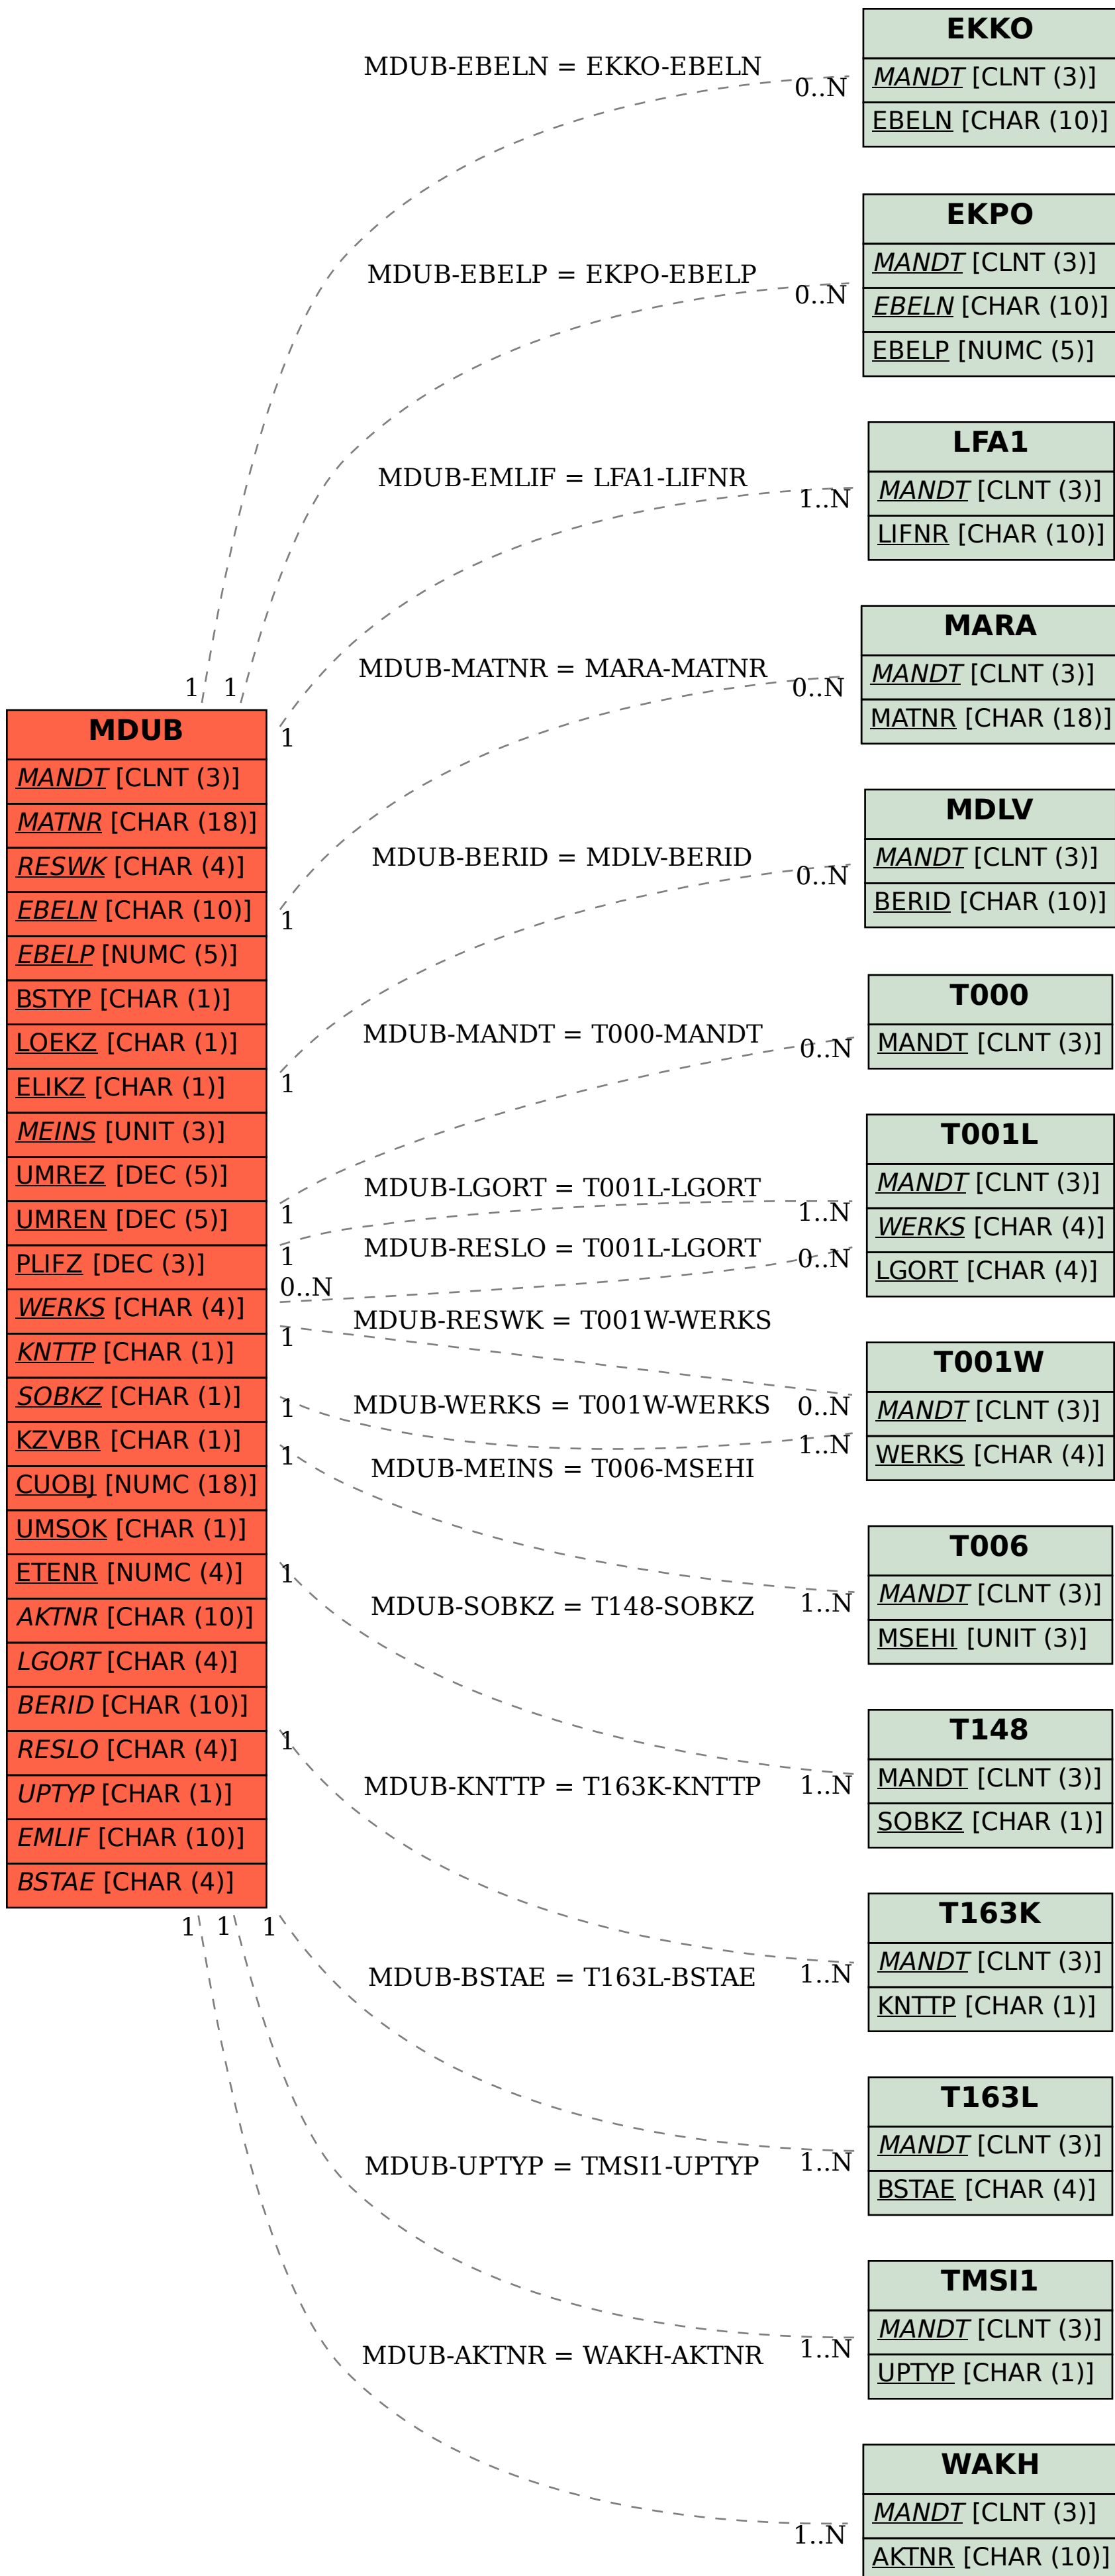 EKKO
MANDT [CLNT (3)]
EBELN [CHAR (10)]
MDUB-EBELN = EKKO-EBELN
0..N
EKPO
MANDT [CLNT (3)]
EBELN [CHAR (10)]
EBELP [NUMC (5)]
MDUB-EBELP = EKPO-EBELP
0..N
LFA1
MANDT [CLNT (3)]
LIFNR [CHAR (10)]
MDUB-EMLIF = LFA1-LIFNR
1..N
MARA
MANDT [CLNT (3)]
MATNR [CHAR (18)]
MDUB-MATNR = MARA-MATNR
0..N
1
1
1
MDUB
MANDT [CLNT (3)]
MATNR [CHAR (18)]
RESWK [CHAR (4)]
EBELN [CHAR (10)]
EBELP [NUMC (5)]
BSTYP [CHAR (1)]
LOEKZ [CHAR (1)]
ELIKZ [CHAR (1)]
MEINS [UNIT (3)]
UMREZ [DEC (5)]
UMREN [DEC (5)]
PLIFZ [DEC (3)]
WERKS [CHAR (4)]
KNTTP [CHAR (1)]
SOBKZ [CHAR (1)]
KZVBR [CHAR (1)]
CUOBJ [NUMC (18)]
UMSOK [CHAR (1)]
ETENR [NUMC (4)]
AKTNR [CHAR (10)]
LGORT [CHAR (4)]
BERID [CHAR (10)]
RESLO [CHAR (4)]
UPTYP [CHAR (1)]
EMLIF [CHAR (10)]
BSTAE [CHAR (4)]
1
MDUB-BERID = MDLV-BERID
0..N
1
MDLV
MANDT [CLNT (3)]
BERID [CHAR (10)]
MDUB-MANDT = T000-MANDT
0..N
1
T000
MANDT [CLNT (3)]
MDUB-LGORT = T001L-LGORT
1..N
1
MDUB-RESLO = T001L-LGORT
0..N
0..N
T001L
MANDT [CLNT (3)]
WERKS [CHAR (4)]
LGORT [CHAR (4)]
MDUB-RESWK = T001W-WERKS
1
0..N
MDUB-WERKS = T001W-WERKS
1
1..N
T001W
MANDT [CLNT (3)]
WERKS [CHAR (4)]
MDUB-MEINS = T006-MSEHI
1
1..N
T006
MANDT [CLNT (3)]
MSEHI [UNIT (3)]
MDUB-SOBKZ = T148-SOBKZ
1
1..N
T148
MANDT [CLNT (3)]
SOBKZ [CHAR (1)]
MDUB-KNTTP = T163K-KNTTP
1
1..N
T163K
MANDT [CLNT (3)]
KNTTP [CHAR (1)]
1
1
1
MDUB-BSTAE = T163L-BSTAE
1..N
T163L
MANDT [CLNT (3)]
BSTAE [CHAR (4)]
MDUB-UPTYP = TMSI1-UPTYP
1..N
TMSI1
MANDT [CLNT (3)]
UPTYP [CHAR (1)]
MDUB-AKTNR = WAKH-AKTNR
1..N
WAKH
MANDT [CLNT (3)]
AKTNR [CHAR (10)]